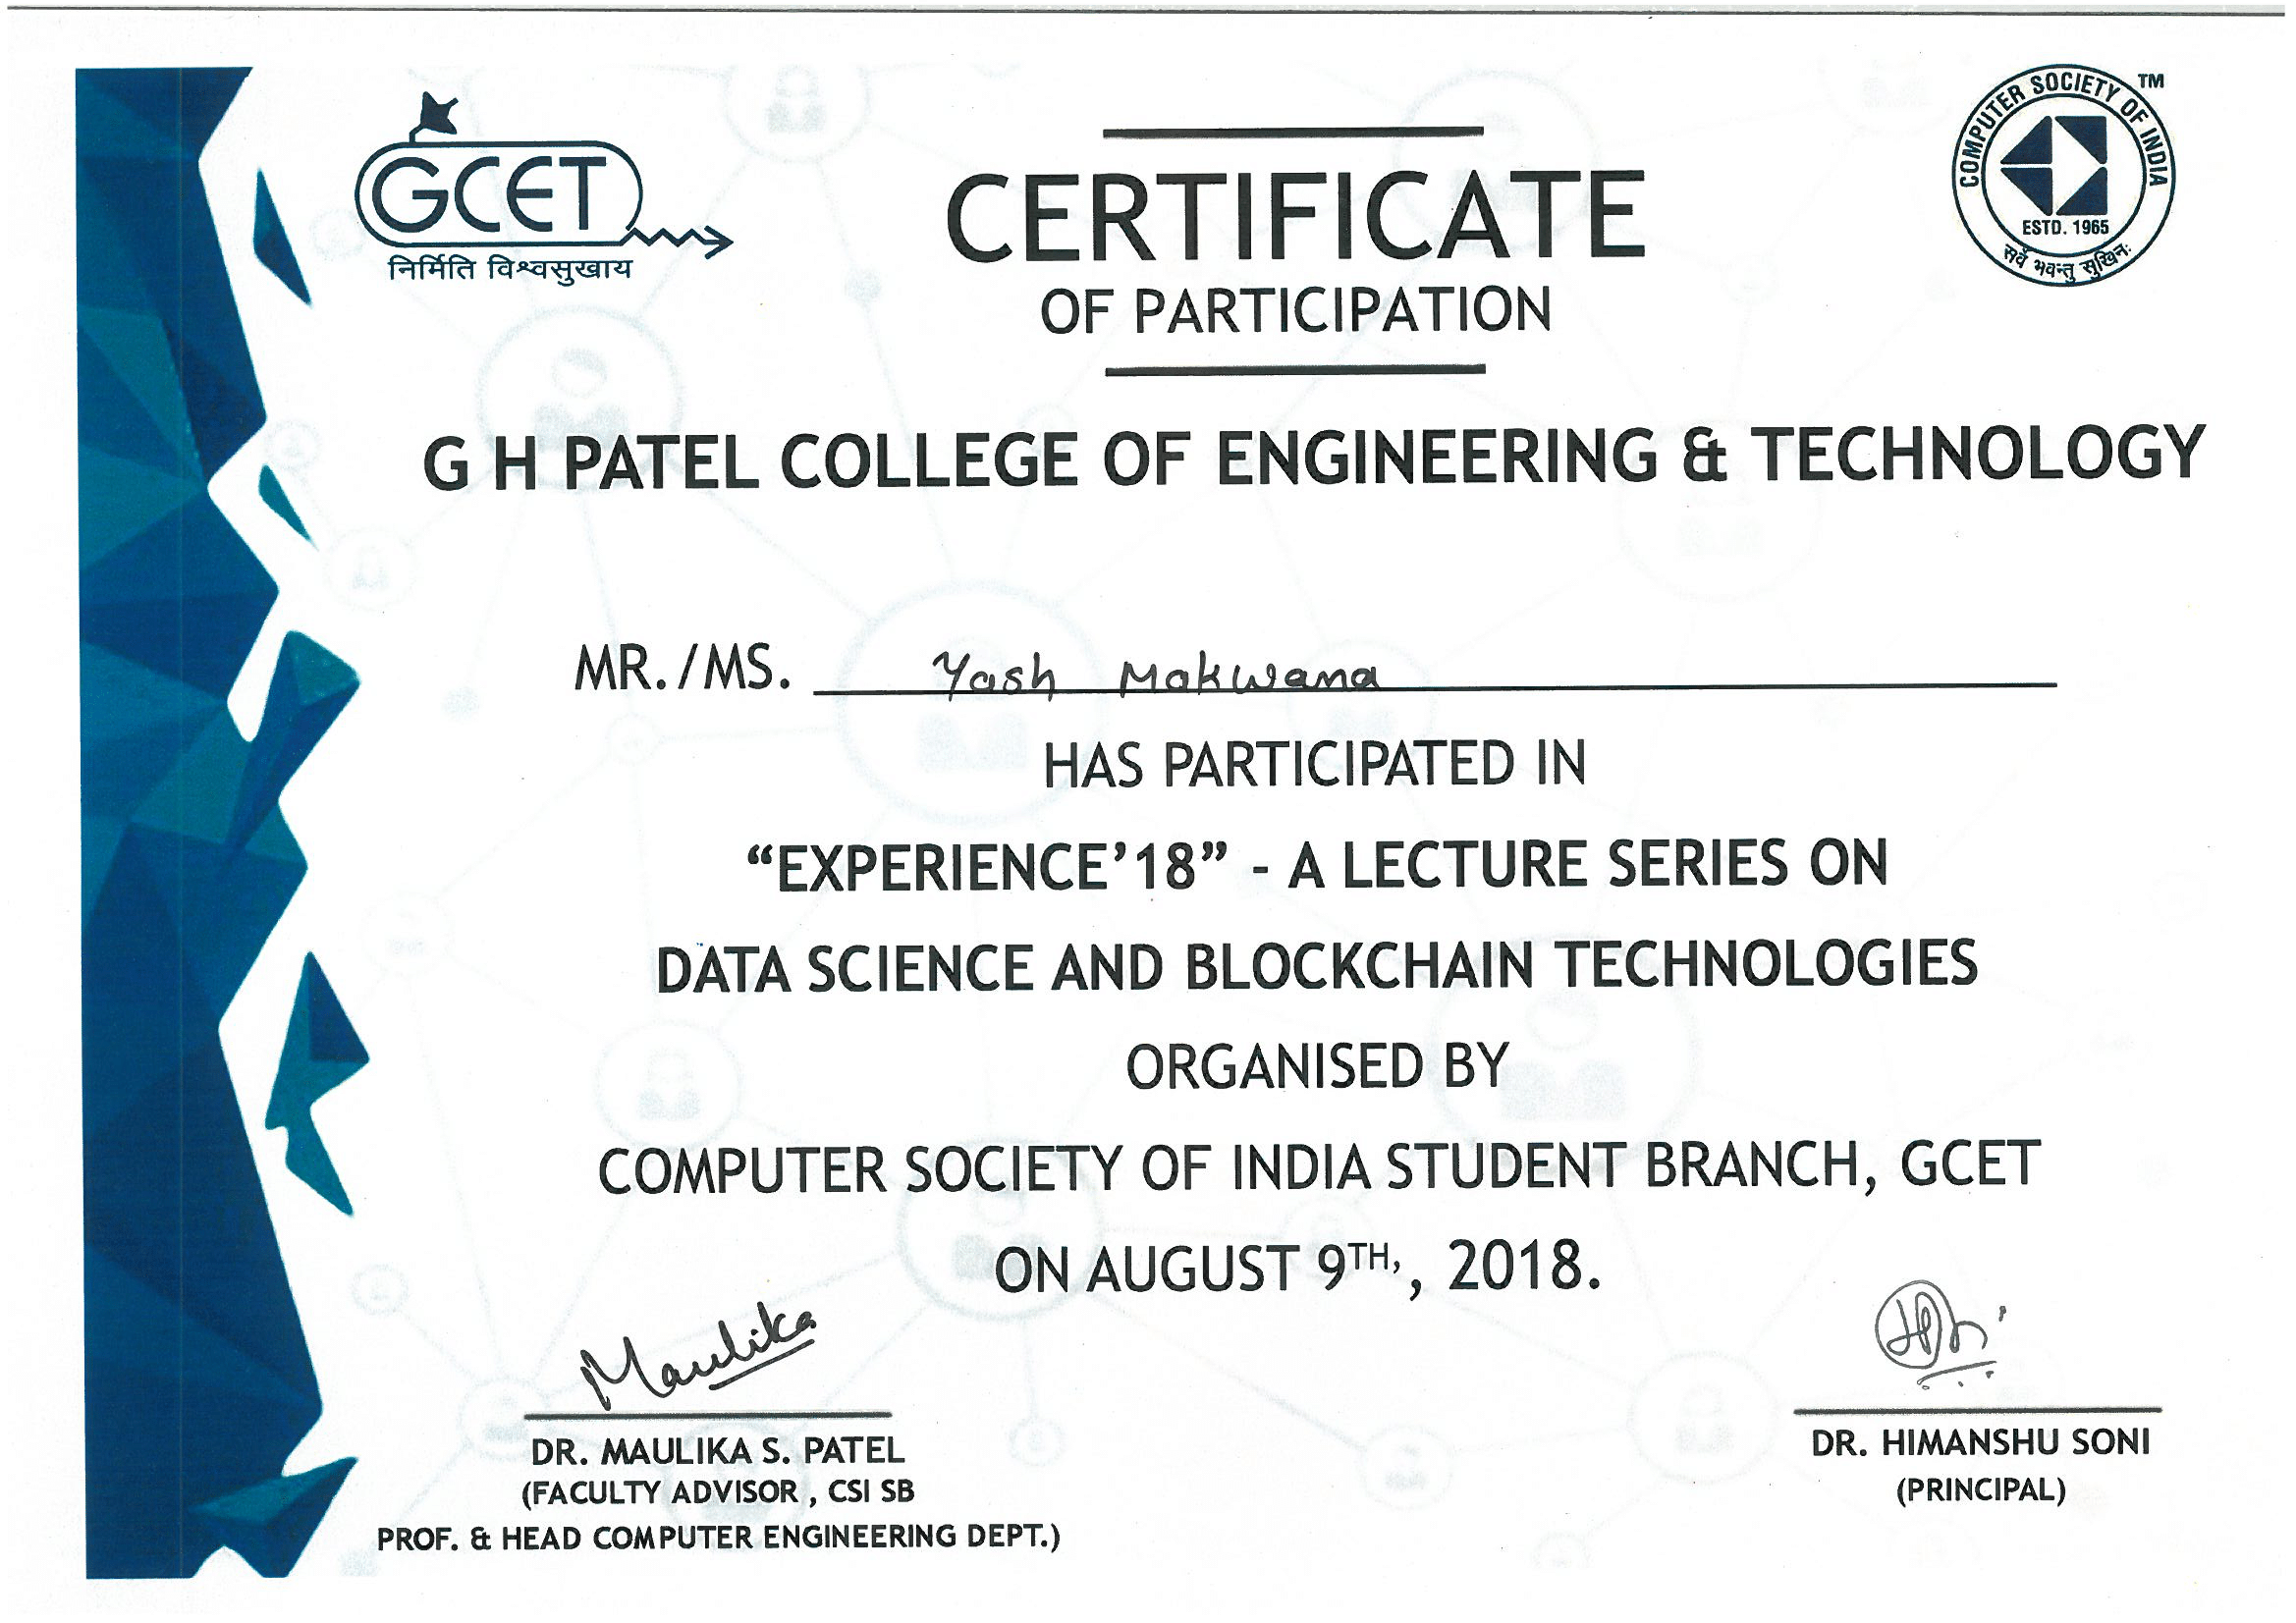 GCET
निर्मिति विश्वसुखाय
CERTIFICATE
OF PARTICIPATION
COMPUTER SOCIETY OF INDIA
TM
ESTD. 1965
सर्वे भवन्तु सुखिनः
G H PATEL COLLEGE OF ENGINEERING & TECHNOLOGY
MR./MS. Yash Makwana
HAS PARTICIPATED IN
“EXPERIENCE’18” - A LECTURE SERIES ON
DATA SCIENCE AND BLOCKCHAIN TECHNOLOGIES
ORGANISED BY
COMPUTER SOCIETY OF INDIA STUDENT BRANCH, GCET
ON AUGUST 9TH,, 2018.
Maulika
DR. MAULIKA S. PATEL
(FACULTY ADVISOR , CSI SB
PROF. & HEAD COMPUTER ENGINEERING DEPT.)
DR. HIMANSHU SONI
(PRINCIPAL)